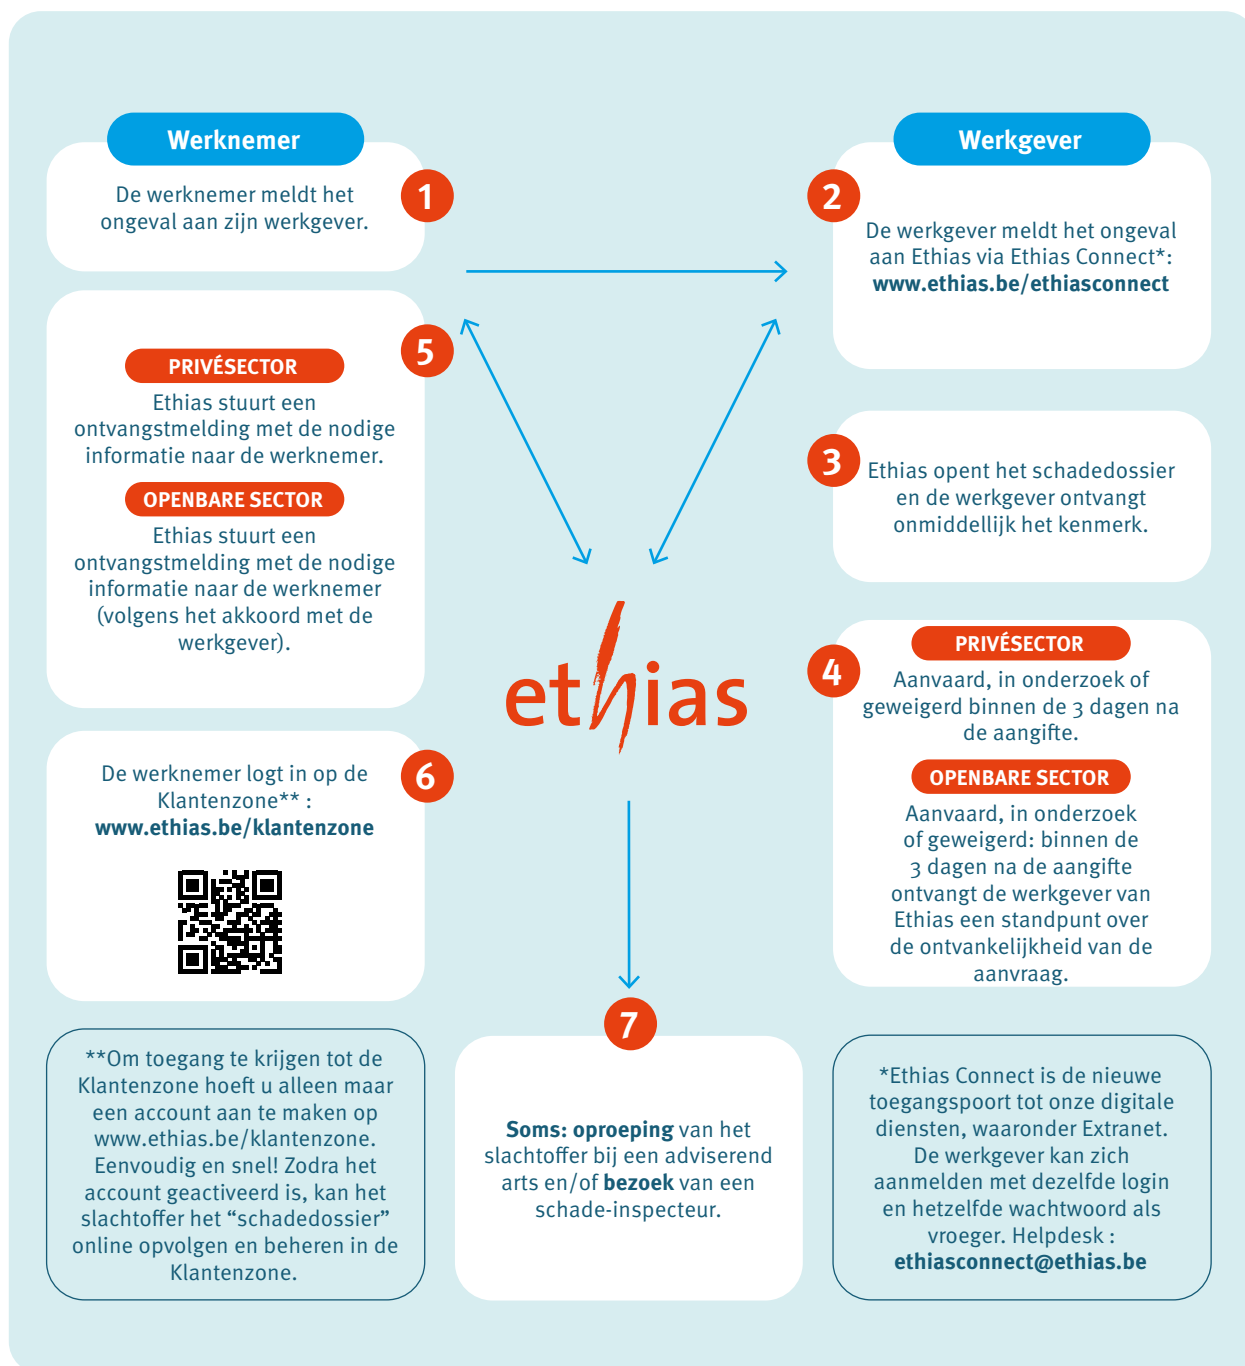 Werknemer
De werknemer meldt het
ongeval aan zijn werkgever.
1
Werkgever
2
De werkgever meldt het ongeval
aan Ethias via Ethias Connect*:
www.ethias.be/ethiasconnect
3
Ethias opent het schadedossier
en de werkgever ontvangt
onmiddellijk het kenmerk.
4
PRIVÉSECTOR
Aanvaard, in onderzoek of
geweigerd binnen de 3 dagen na
de aangifte.
OPENBARE SECTOR
Aanvaard, in onderzoek
of geweigerd: binnen de
3 dagen na de aangifte
ontvangt de werkgever van
Ethias een standpunt over
de ontvankelijkheid van de
aanvraag.
5
PRIVÉSECTOR
Ethias stuurt een
ontvangstmelding met de nodige
informatie naar de werknemer.
OPENBARE SECTOR
Ethias stuurt een
ontvangstmelding met de nodige
informatie naar de werknemer
(volgens het akkoord met de
werkgever).
ethias
6
De werknemer logt in op de
Klantenzone** :
www.ethias.be/klantenzone
7
Soms: oproeping van het
slachtoffer bij een adviserend
arts en/of bezoek van een
schade-inspecteur.
**Om toegang te krijgen tot de
Klantenzone hoeft u alleen maar
een account aan te maken op
www.ethias.be/klantenzone.
Eenvoudig en snel! Zodra het
account geactiveerd is, kan het
slachtoffer het “schadedossier”
online opvolgen en beheren in de
Klantenzone.
*Ethias Connect is de nieuwe
toegangspoort tot onze digitale
diensten, waaronder Extranet.
De werkgever kan zich
aanmelden met dezelfde login
en hetzelfde wachtwoord als
vroeger. Helpdesk :
ethiasconnect@ethias.be